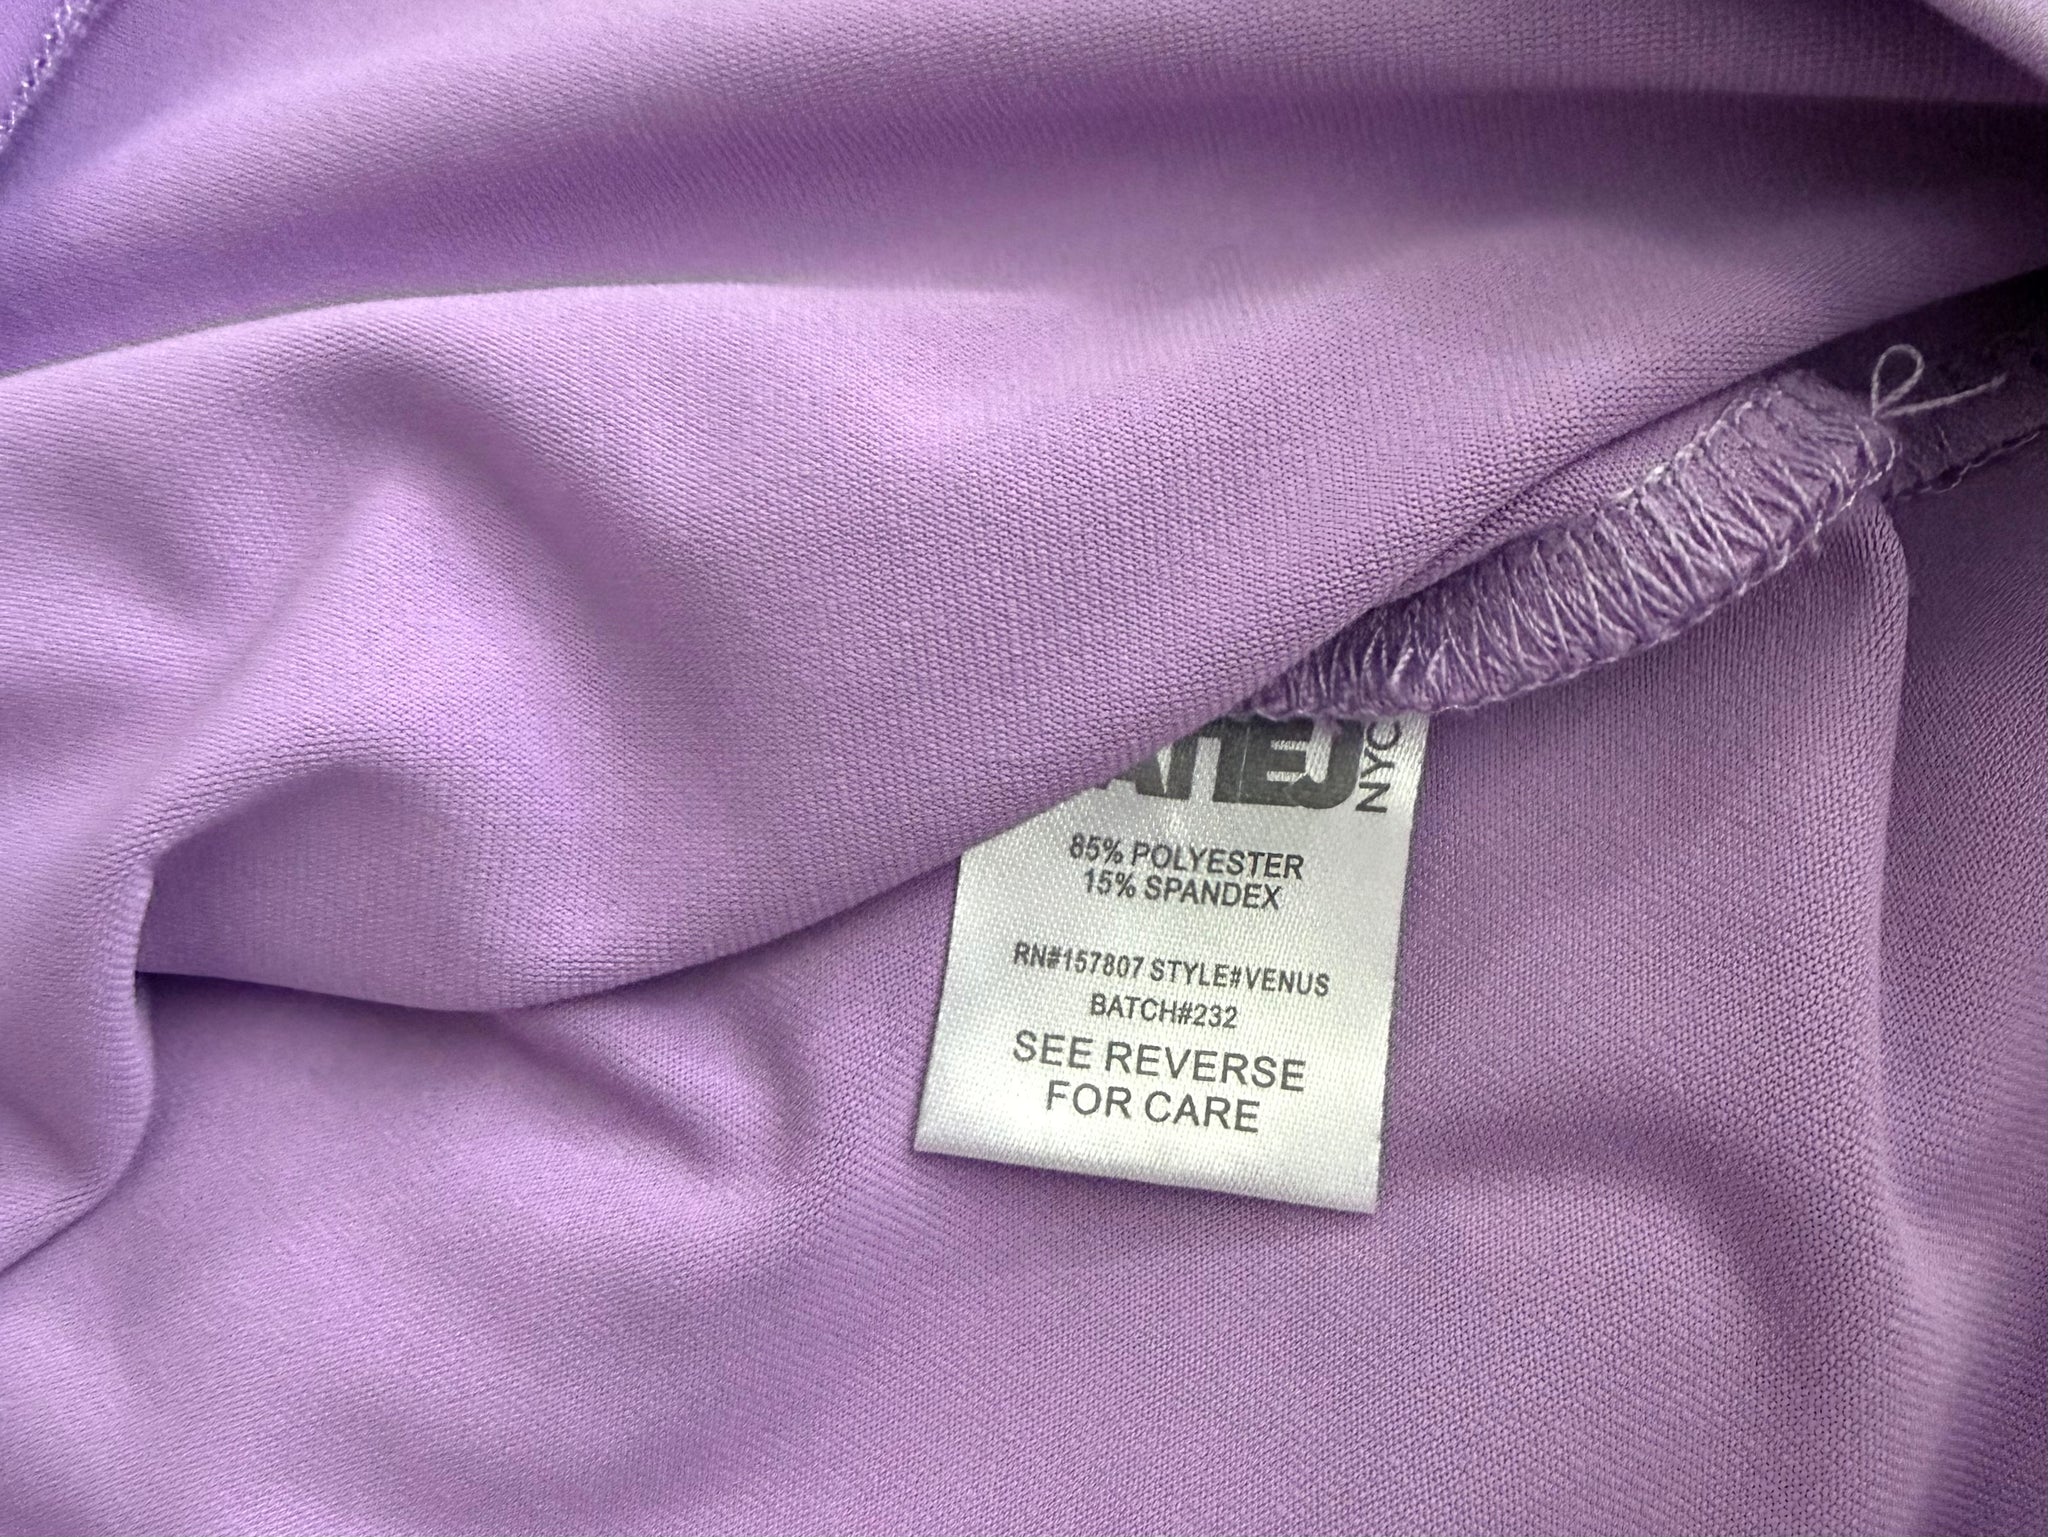 NYC
85% POLYESTER
15% SPANDEX
RN#157807 STYLE#VENUS
BATCH#232
SEE REVERSE
FOR CARE